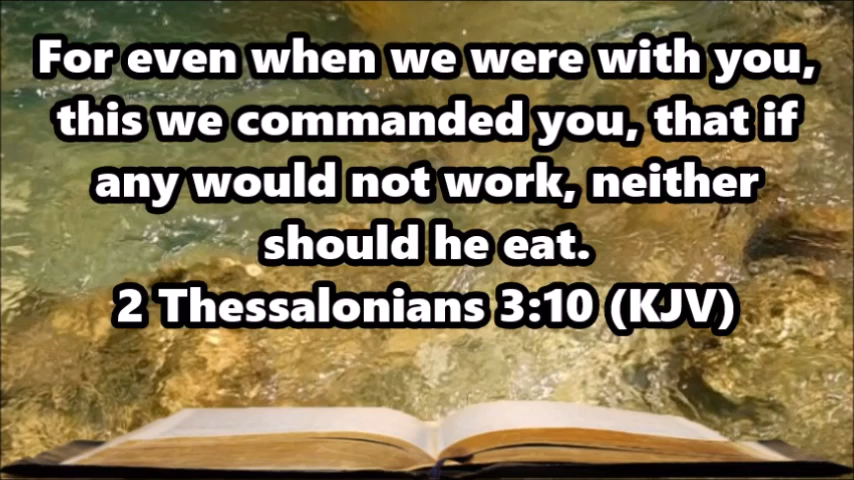 For even when we were with you,
this we commanded you, that if
any would not work, neither
should he eat.
2 Thessalonians 3:10 (KJV)